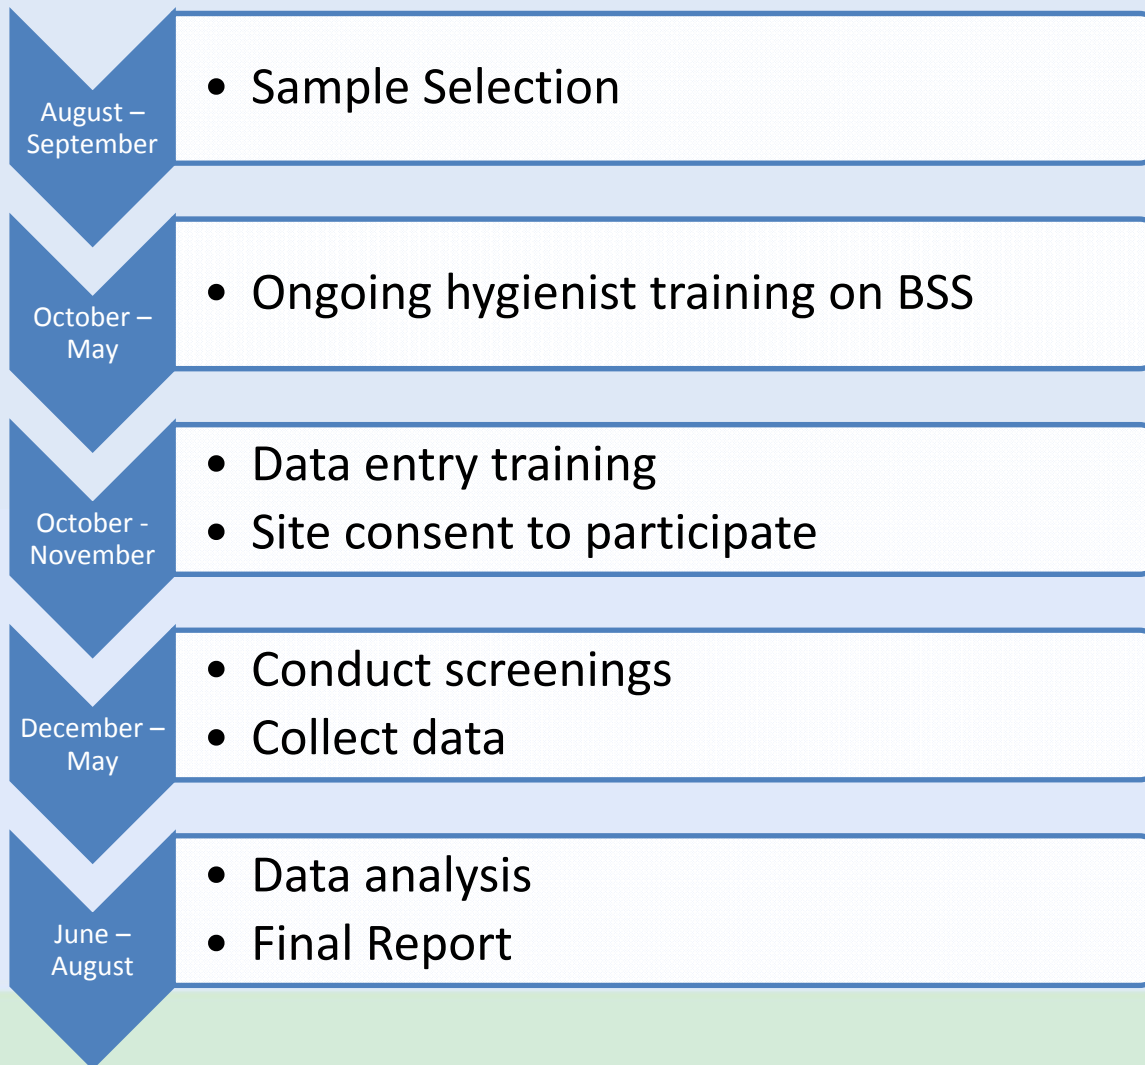 August –
September
• Sample Selection
October –
May
• Ongoing hygienist training on BSS
October -
November
• Data entry training
• Site consent to participate
December –
May
• Conduct screenings
• Collect data
June –
August
• Data analysis
• Final Report